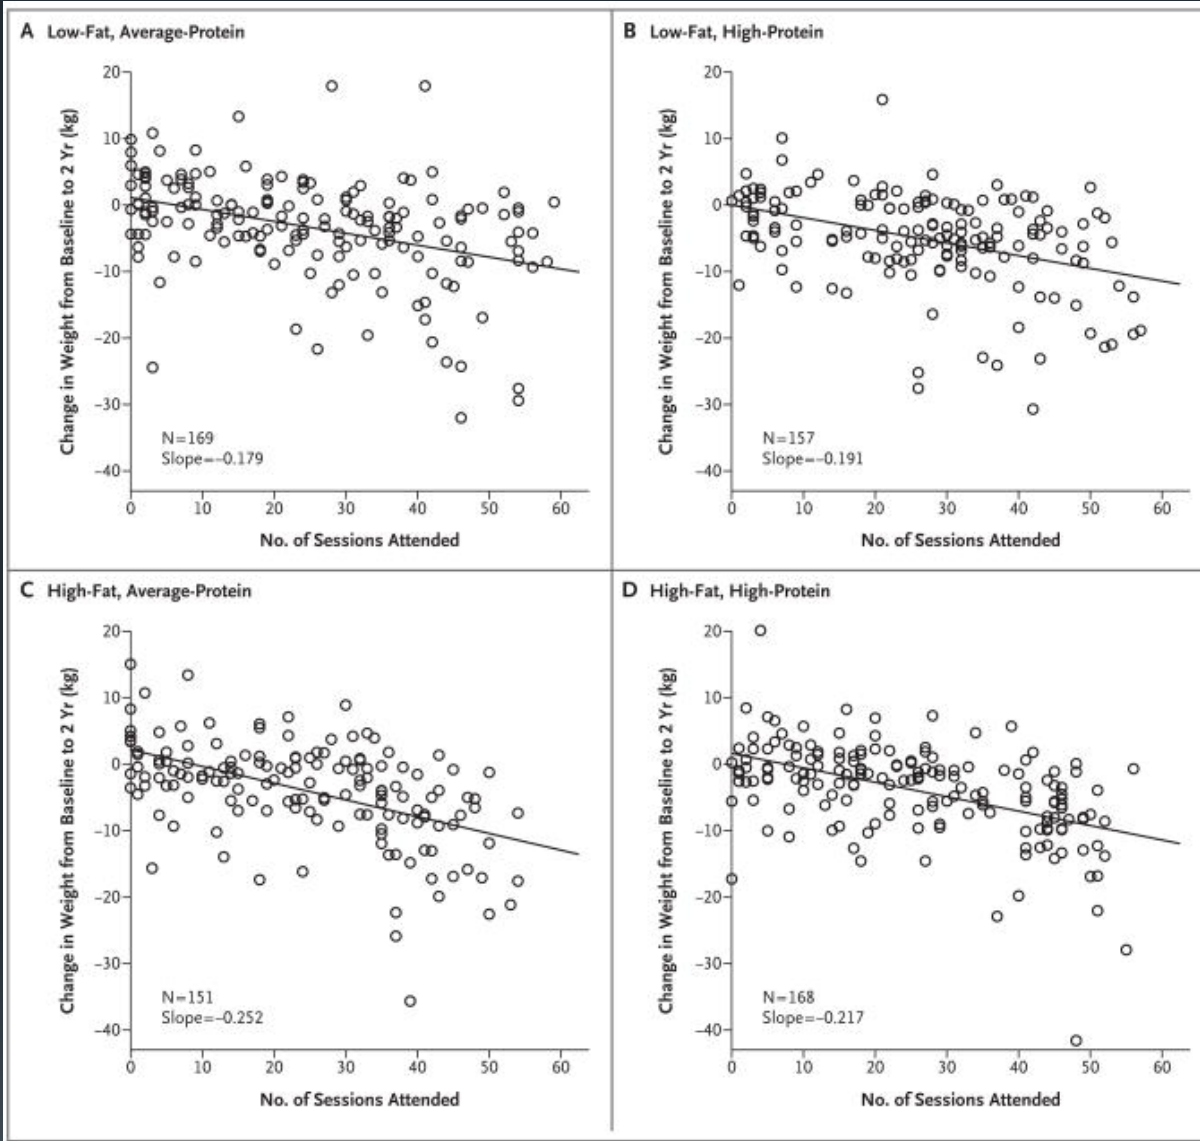 A Low-Fat, Average-Protein
Change in Weight from Baseline to 2 Yr (kg)
20
10
0
–10
–20
–30
–40
N=169
Slope=–0.179
0 10 20 30 40 50 60
No. of Sessions Attended
B Low-Fat, High-Protein
Change in Weight from Baseline to 2 Yr (kg)
20
10
0
–10
–20
–30
–40
N=157
Slope=–0.191
0 10 20 30 40 50 60
No. of Sessions Attended
C High-Fat, Average-Protein
Change in Weight from Baseline to 2 Yr (kg)
20
10
0
–10
–20
–30
–40
N=151
Slope=–0.252
0 10 20 30 40 50 60
No. of Sessions Attended
D High-Fat, High-Protein
Change in Weight from Baseline to 2 Yr (kg)
20
10
0
–10
–20
–30
–40
N=168
Slope=–0.217
0 10 20 30 40 50 60
No. of Sessions Attended